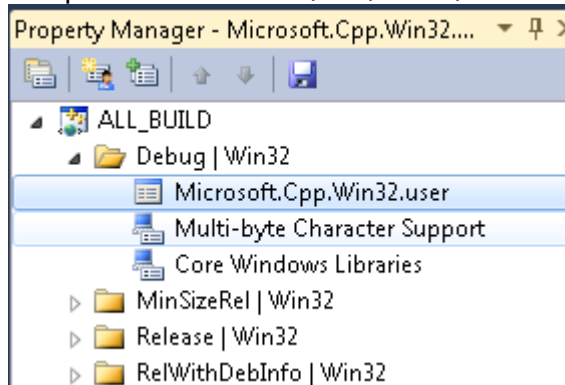 Property Manager - Microsoft.Cpp.Win32....
ALL_BUILD
Debug | Win32
Microsoft.Cpp.Win32.user
Multi-byte Character Support
Core Windows Libraries
MinSizeRel | Win32
Release | Win32
RelWithDebInfo | Win32